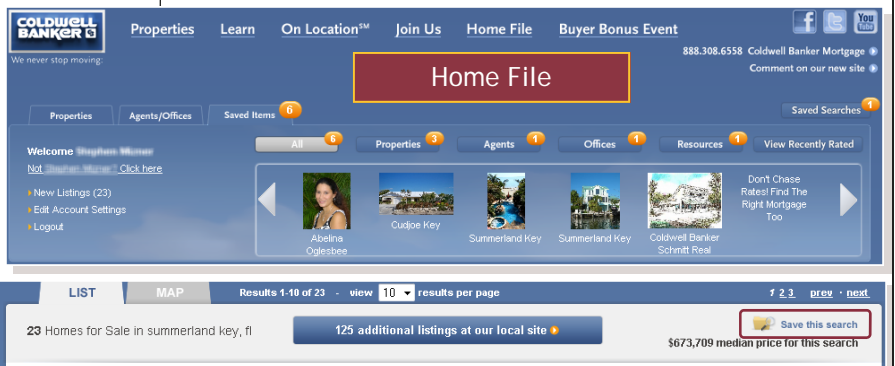 COLDWELL
BANKER
We never stop moving.
Properties Learn On Location℠ Join Us Home File Buyer Bonus Event
You
Tube
888.308.6558 Coldwell Banker Mortgage
Comment on our new site
Home File
Properties Agents/Offices Saved Items 6
Saved Searches 1
Welcome
Not Click here
New Listings (23)
Edit Account Settings
Logout
All 6 Properties 3 Agents 1 Offices 1 Resources 1 View Recently Rated
Abelina
Oglesbee
Cudjoe Key
Summerland Key
Summerland Key
Coldwell Banker
Schmitt Real
Don't Chase
Rates! Find The
Right Mortgage
Too
LIST MAP Results 1-10 of 23 - view 10 results per page 1 2 3 prev · next
23 Homes for Sale in summerland key, fl
125 additional listings at our local site
Save this search
$673,709 median price for this search